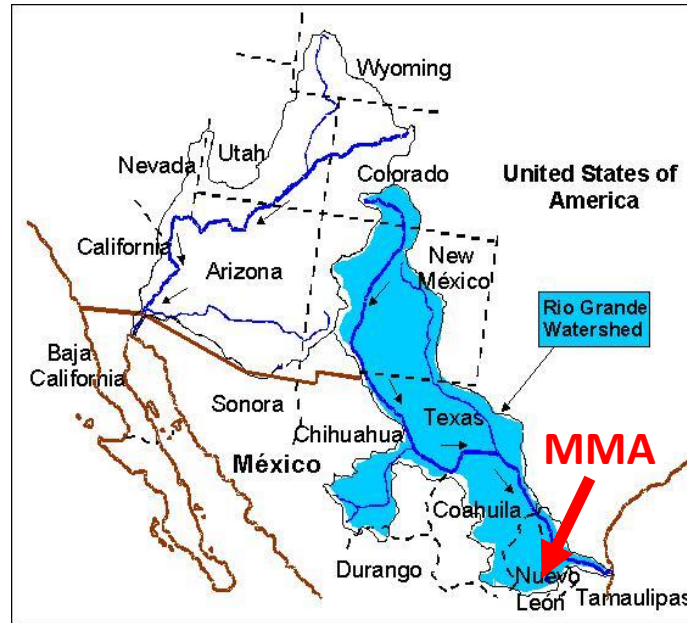 Wyoming
Utah
Nevada
Colorado
United States of
America
California
Arizona
New
México
Rio Grande
Watershed
Baja
California
Sonora
Texas
Chihuahua
México
MMA
Coahuila
Durango
Nuevo
León
Tamaulipas